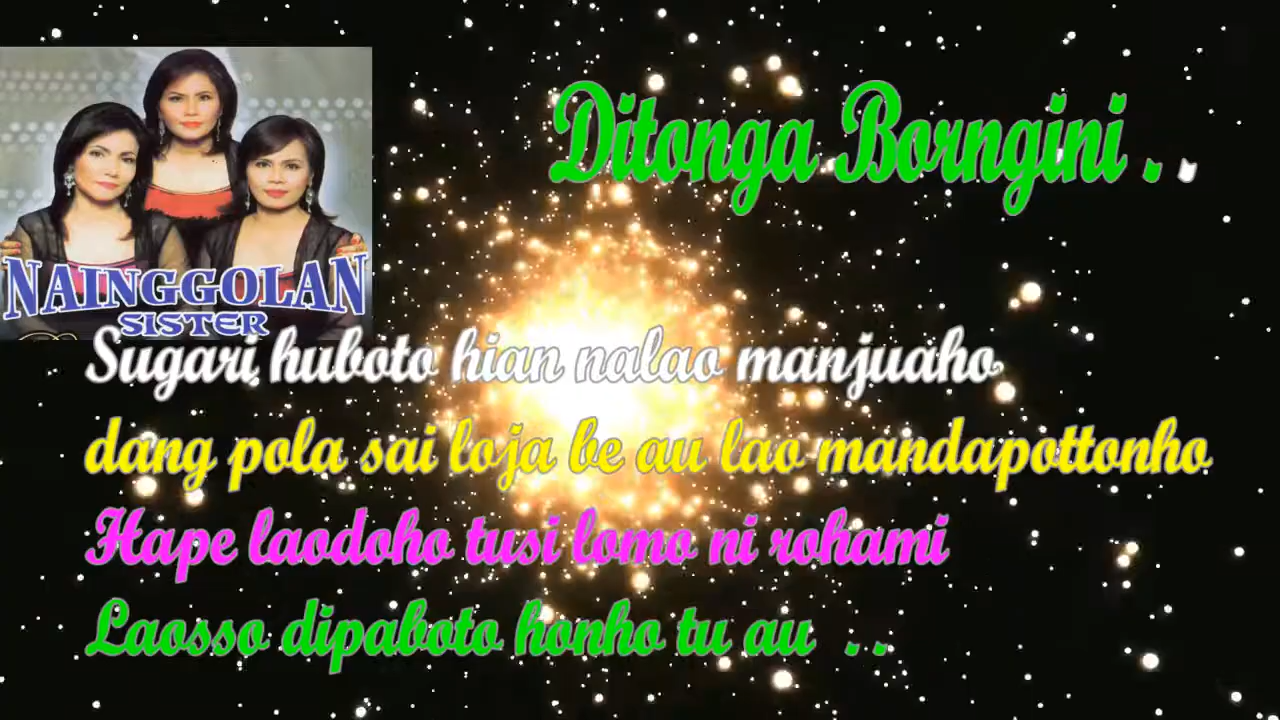 Ditonga Borngini . .
NAINGGOLAN
SISTER
Sugari huboto hian nalao manjuaho
dang pola sai loja be au lao mandapottonho
Hape laodoho tusi lomo ni rohami
Laosso dipaboto honho tu au . .